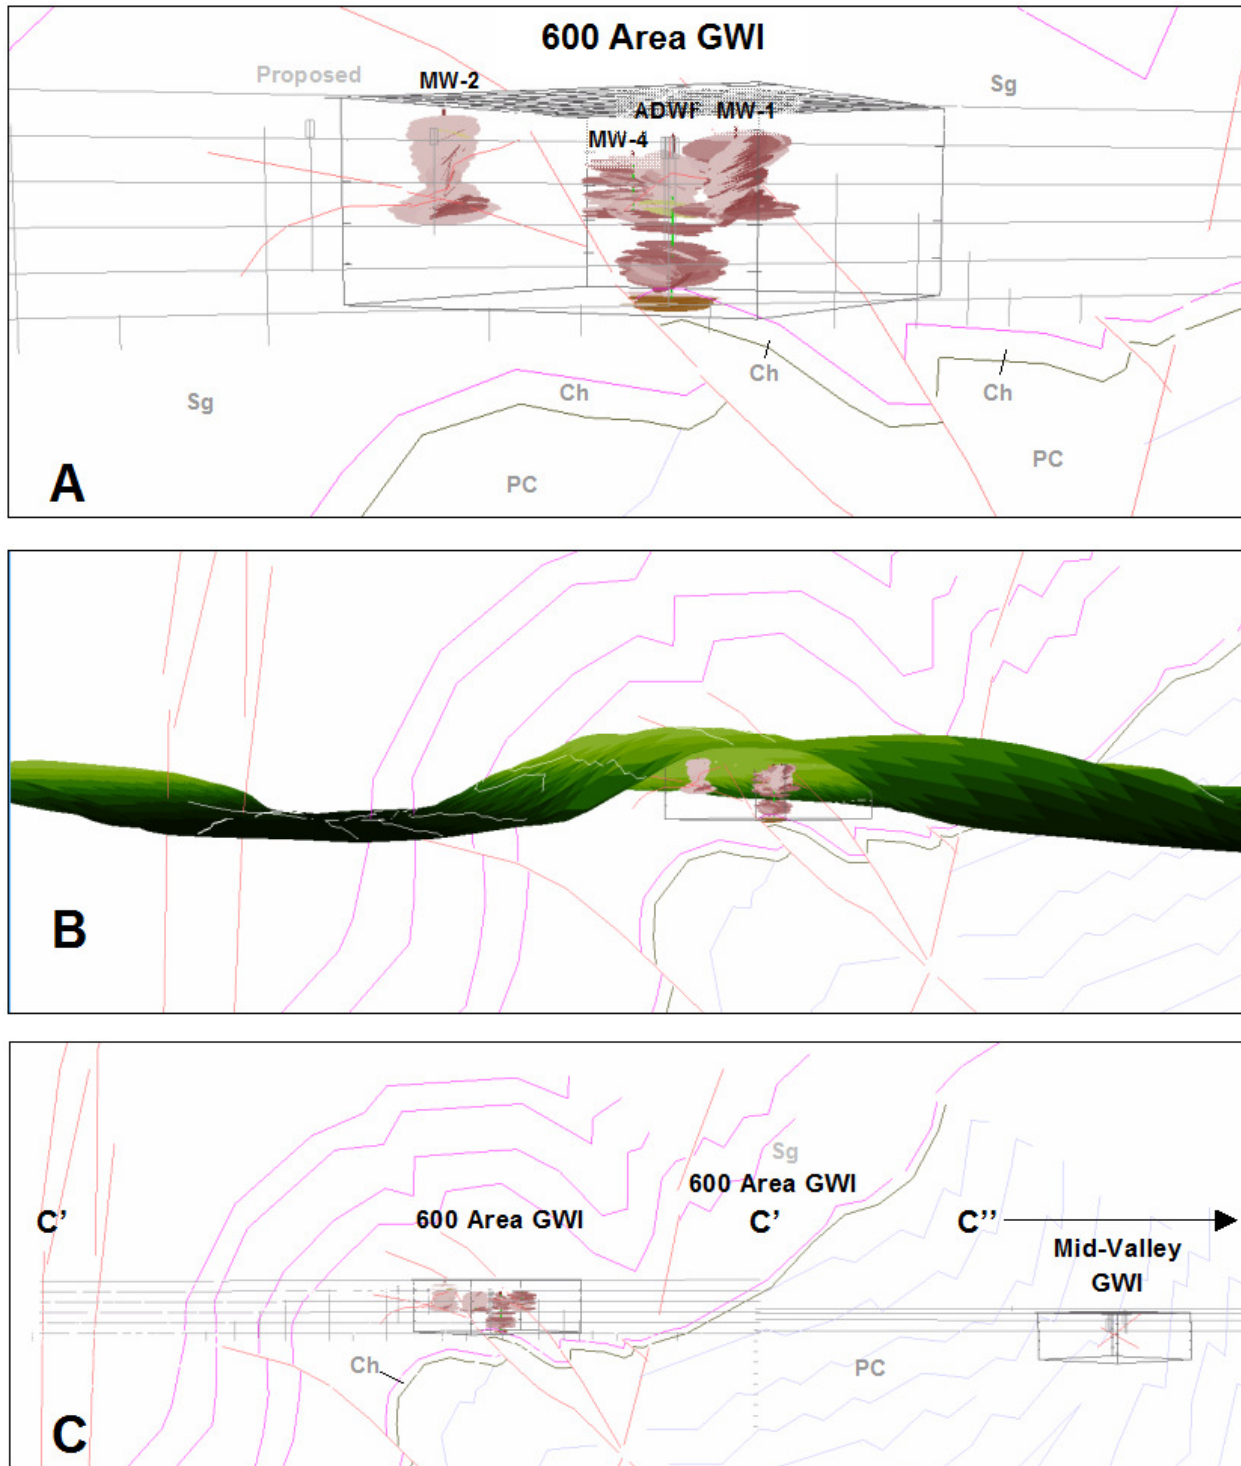 600 Area GWI
Proposed
MW-2
Sg
ADWF
MW-1
MW-4
Ch
Ch
Ch
Sg
PC
PC
A
B
Sg
600 Area GWI
C'
600 Area GWI
C'
C''
Mid-Valley
GWI
Ch
PC
C